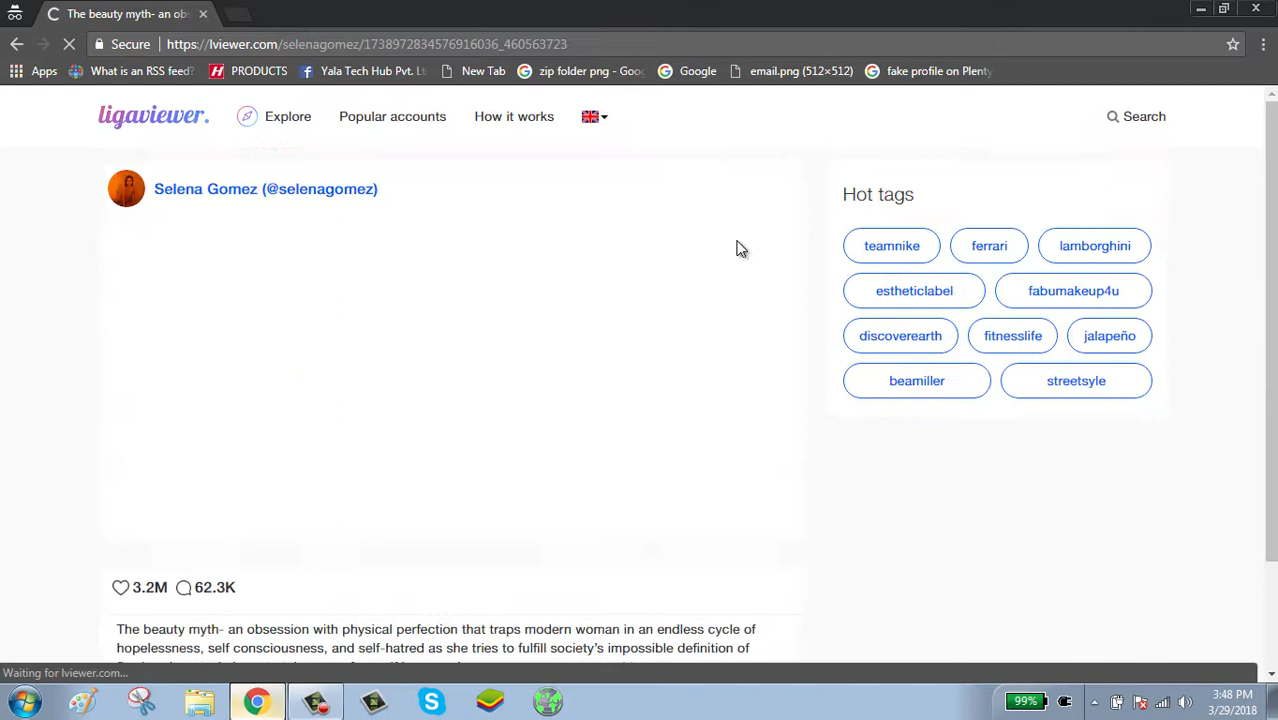 The beauty myth- an obs
Secure https://lviewer.com/selenagomez/1738972834576916036_460563723
Apps What is an RSS feed? H PRODUCTS Yala Tech Hub Pvt. Lt New Tab zip folder png - Goog Google email.png (512×512) fake profile on Plenty
ligaviewer. Explore Popular accounts How it works Search
Selena Gomez (@selenagomez)
Hot tags
teamnike ferrari lamborghini
estheticlabel fabumakeup4u
discoverearth fitnesslife jalapeño
beamiller streetsyle
3.2M 62.3K
The beauty myth- an obsession with physical perfection that traps modern woman in an endless cycle of
hopelessness, self consciousness, and self-hatred as she tries to fulfill society's impossible definition of
Waiting for lviewer.com...
99% 3:48 PM
3/29/2018